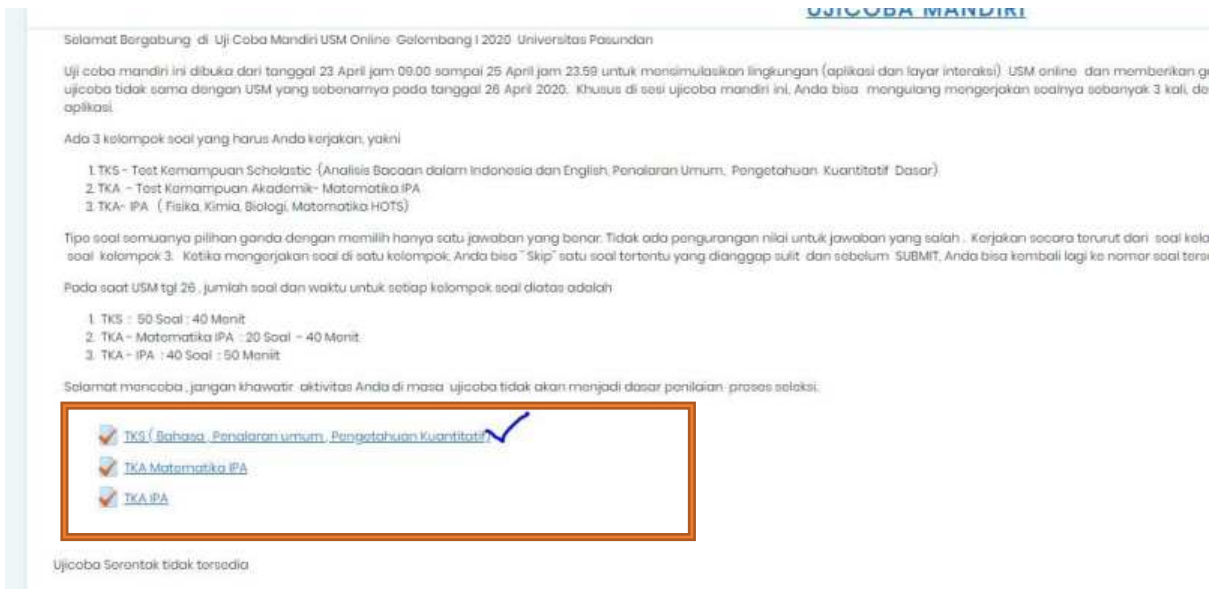 UJICOBA MANDIRI
Selamat Bergabung di Uji Coba Mandiri USM Online Gelombang I 2020 Universitas Pasundan
Uji coba mandiri ini dibuka dari tanggal 23 April jam 09.00 sampai 25 April jam 23.59 untuk mensimulasikan lingkungan (aplikasi dan layar interaksi) USM online dan memberikan
ujicoba tidak sama dengan USM yang sebenarnya pada tanggal 26 April 2020. Khusus di sesi ujicoba mandiri ini, Anda bisa mengulang mengerjakan soalnya sebanyak 3 kali,
aplikasi.
Ada 3 kelompok soal yang harus Anda kerjakan, yakni
1. TKS - Test Kemampuan Scholastic (Analisis Bacaan dalam Indonesia dan English, Penalaran Umum, Pengetahuan Kuantitatif Dasar)
2. TKA - Test Kemampuan Akademik- Matematika IPA
3. TKA- IPA ( Fisika, Kimia, Biologi, Matematika HOTS)
Tipe soal semuanya pilihan ganda dengan memilih hanya satu jawaban yang benar. Tidak ada pengurangan nilai untuk jawaban yang salah . Kerjakan secara terurut dari soal
soal kelompok 3. Ketika mengerjakan soal di satu kelompok, Anda bisa "Skip" satu soal tertentu yang dianggap sulit dan sebelum SUBMIT, Anda bisa kembali lagi ke nomor soal
Pada saat USM tgl 26 , jumlah soal dan waktu untuk setiap kelompok soal diatas adalah
1. TKS : 50 Soal : 40 Menit
2. TKA - Matematika IPA : 20 Soal - 40 Menit
3. TKA - IPA : 40 Soal : 50 Meniit
Selamat mencoba , jangan khawatir aktivitas Anda di masa ujicoba tidak akan menjadi dasar penilaian proses seleksi.
TKS ( Bahasa , Penalaran umum , Pengetahuan Kuantitatif)
TKA Matematika IPA
TKA IPA
Ujicoba Serentak tidak tersedia